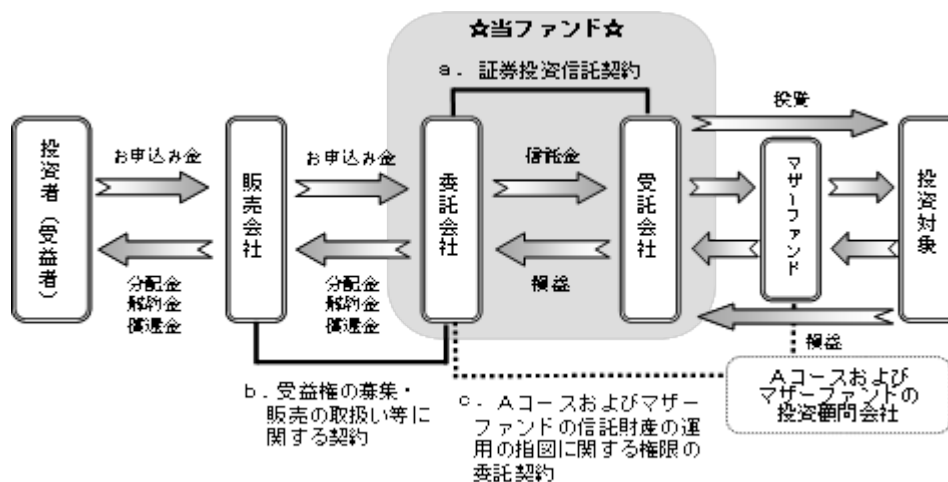 ☆当ファンド☆
a．証券投資信託契約
投資者（受益者）
お申込み金
分配金
解約金
償還金
販売会社
お申込み金
分配金
解約金
償還金
委託会社
信託金
損益
受託会社
投資
マザーファンド
損益
投資対象
b．受益権の募集・
販売の取扱い等に
関する契約
c．Aコースおよびマザー
ファンドの信託財産の運
用の指図に関する権限の
委託契約
Aコースおよび
マザーファンドの
投資顧問会社